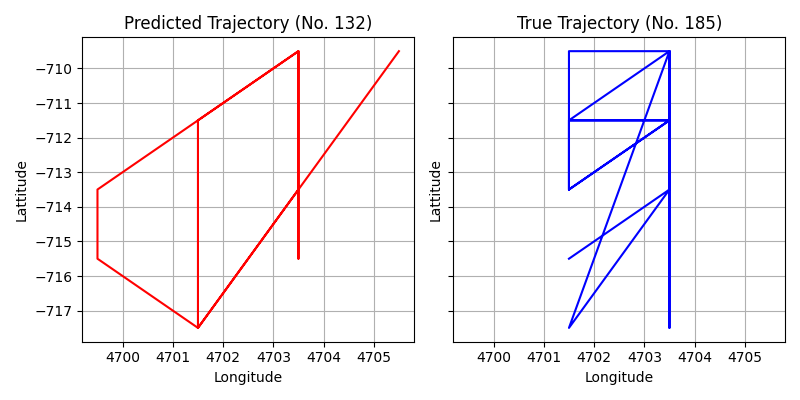 Predicted Trajectory (No. 132)
True Trajectory (No. 185)
Lattitude
−710
−711
−712
−713
−714
−715
−716
−717
4700 4701 4702 4703 4704 4705
Longitude
Lattitude
4700 4701 4702 4703 4704 4705
Longitude